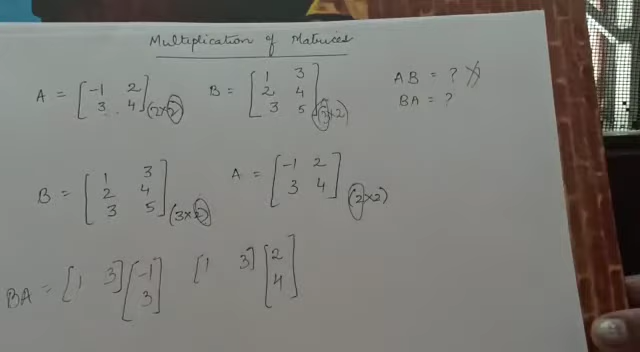 Multiplication of Matrices
A = [-1 2 B = [1 3 AB = ?
3 4] (2×2) 2 4 BA = ?
3 5] (3×2)
B = [1 3 A = [-1 2
2 4 3 4] (2×2)
3 5] (3×2)
BA = [1 3] [-1 [1 3] [2
3] 4]